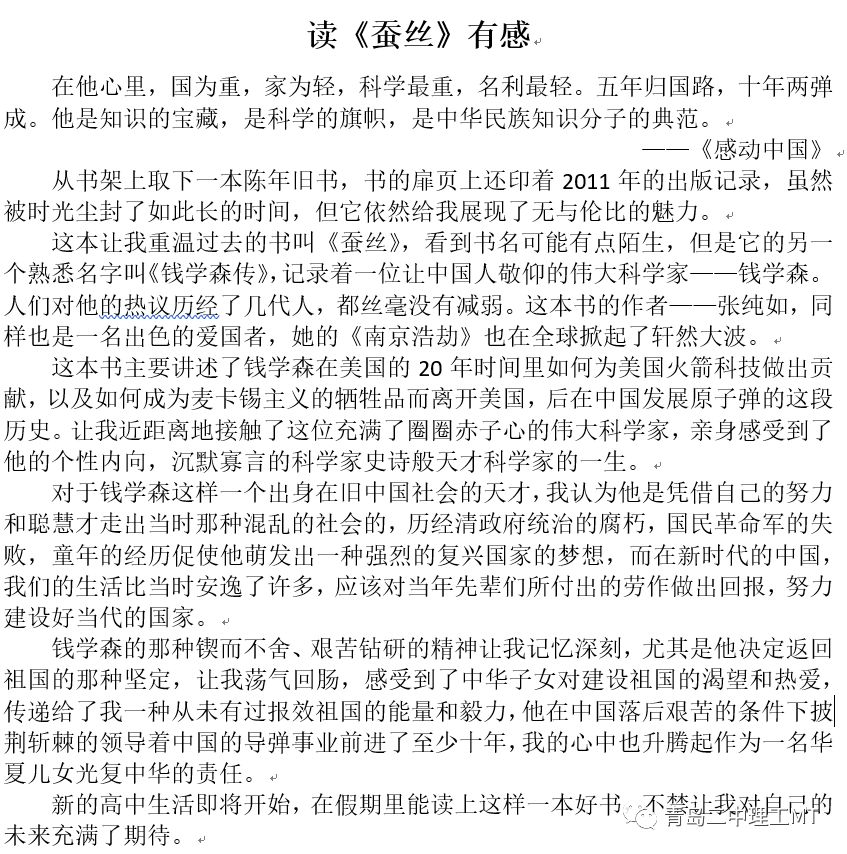 读《蚕丝》有感
在他心里，国为重，家为轻，科学最重，名利最轻。五年归国路，十年两弹
成。他是知识的宝藏，是科学的旗帜，是中华民族知识分子的典范。
——《感动中国》
从书架上取下一本陈年旧书，书的扉页上还印着 2011 年的出版记录，虽然
被时光尘封了如此长的时间，但它依然给我展现了无与伦比的魅力。
这本让我重温过去的书叫《蚕丝》，看到书名可能有点陌生，但是它的另一
个熟悉名字叫《钱学森传》，记录着一位让中国人敬仰的伟大科学家——钱学森。
人们对他的热议历经了几代人，都丝毫没有减弱。这本书的作者——张纯如，同
样也是一名出色的爱国者，她的《南京浩劫》也在全球掀起了轩然大波。
这本书主要讲述了钱学森在美国的 20 年时间里如何为美国火箭科技做出贡
献，以及如何成为麦卡锡主义的牺牲品而离开美国，后在中国发展原子弹的这段
历史。让我近距离地接触了这位充满了圈圈赤子心的伟大科学家，亲身感受到了
他的个性内向，沉默寡言的科学家史诗般天才科学家的一生。
对于钱学森这样一个出身在旧中国社会的天才，我认为他是凭借自己的努力
和聪慧才走出当时那种混乱的社会的，历经清政府统治的腐朽，国民革命军的失
败，童年的经历促使他萌发出一种强烈的复兴国家的梦想，而在新时代的中国，
我们的生活比当时安逸了许多，应该对当年先辈们所付出的劳作做出回报，努力
建设好当代的国家。
钱学森的那种锲而不舍、艰苦钻研的精神让我记忆深刻，尤其是他决定返回
祖国的那种坚定，让我荡气回肠，感受到了中华子女对建设祖国的渴望和热爱，
传递给了我一种从未有过报效祖国的能量和毅力，他在中国落后艰苦的条件下披
荆斩棘的领导着中国的导弹事业前进了至少十年，我的心中也升腾起作为一名华
夏儿女光复中华的责任。
新的高中生活即将开始，在假期里能读上这样一本好书，不禁让我对自己的
未来充满了期待。
青岛二中理工MT